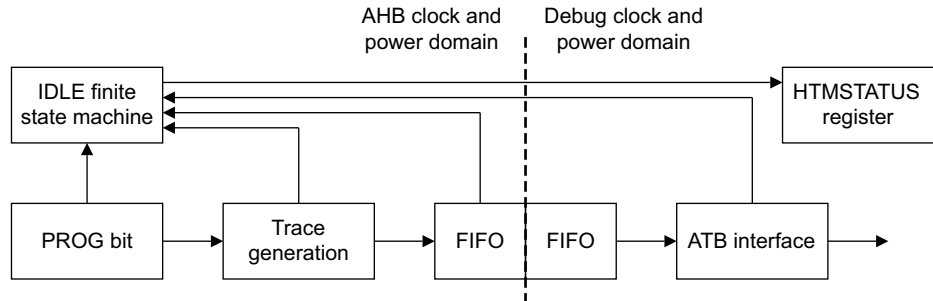 AHB clock and
power domain
Debug clock and
power domain
IDLE finite
state machine
HTMSTATUS
register
PROG bit
Trace
generation
FIFO
FIFO
ATB interface